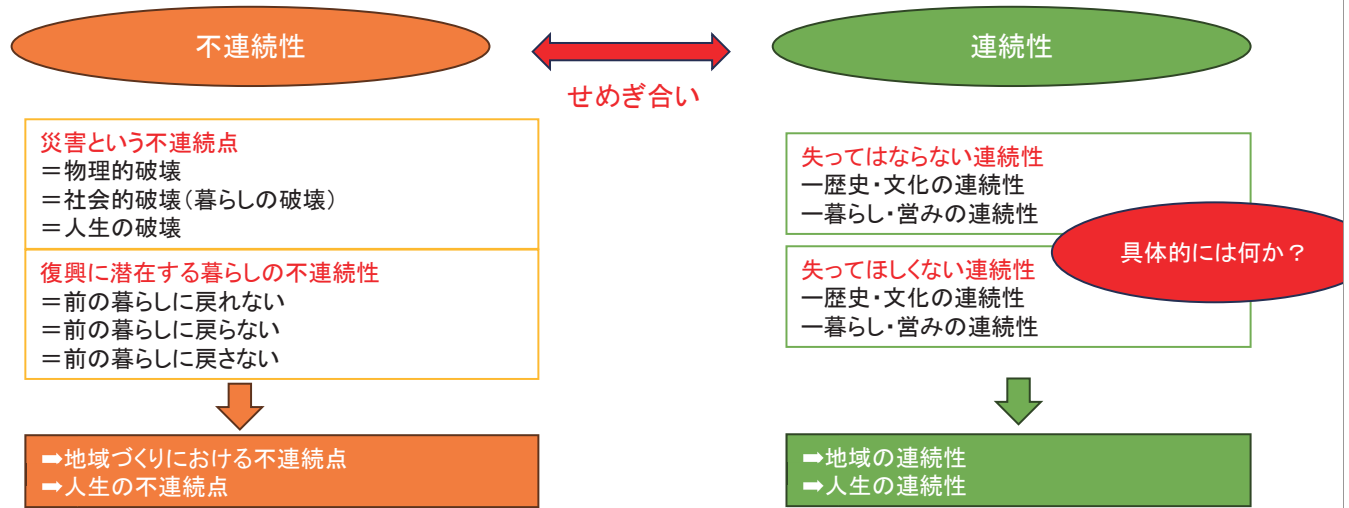 不連続性
せめぎ合い
連続性
災害という不連続点
＝物理的破壊
＝社会的破壊（暮らしの破壊）
＝人生の破壊
復興に潜在する暮らしの不連続性
＝前の暮らしに戻れない
＝前の暮らしに戻らない
＝前の暮らしに戻さない
➡地域づくりにおける不連続点
➡人生の不連続点
失ってはならない連続性
ー歴史・文化の連続性
ー暮らし・営みの連続性
具体的には何か？
失ってほしくない連続性
ー歴史・文化の連続性
ー暮らし・営みの連続性
➡地域の連続性
➡人生の連続性